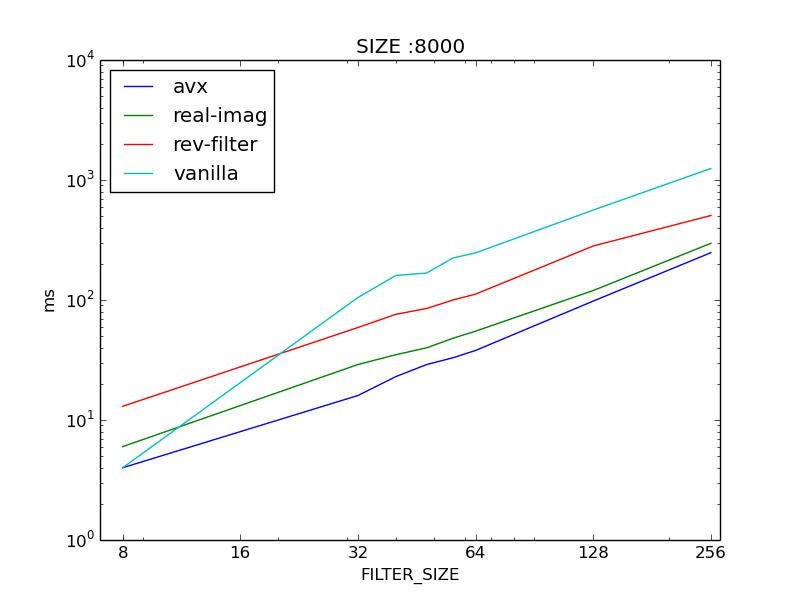 SIZE :8000
10^4
avx
real-imag
rev-filter
vanilla
10^3
ms
10^2
10^1
10^0
8 16 32 64 128 256
FILTER_SIZE